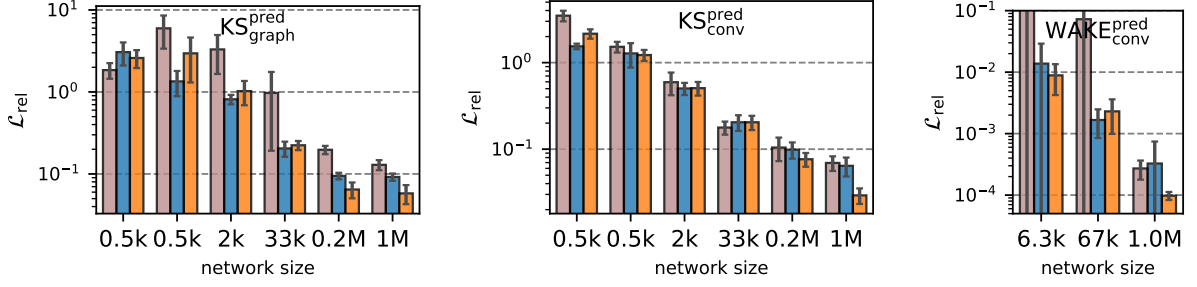 KS^pred_graph
10^1
10^0
10^-1
ℒ_rel
0.5k 0.5k 2k 33k 0.2M 1M
network size
KS^pred_conv
10^0
10^-1
ℒ_rel
0.5k 0.5k 2k 33k 0.2M 1M
network size
WAKE^pred_conv
10^-1
10^-2
10^-3
10^-4
ℒ_rel
6.3k 67k 1.0M
network size